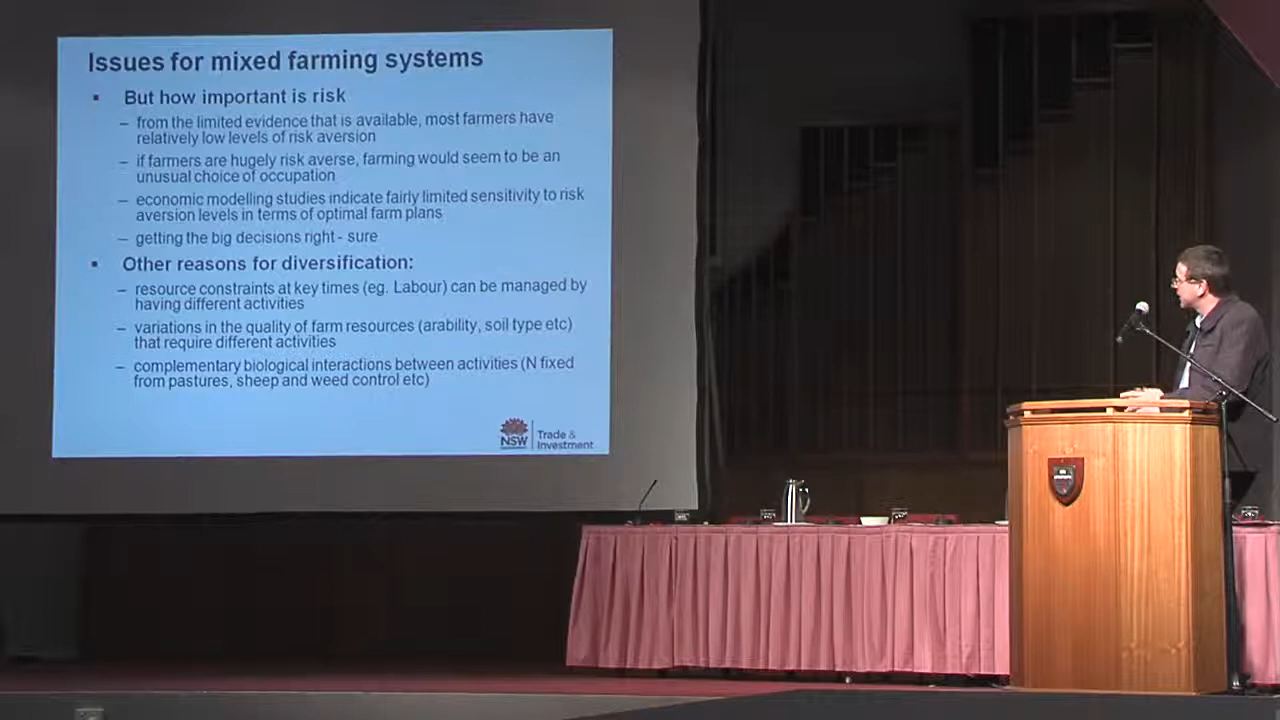 Issues for mixed farming systems
▪ But how important is risk
– from the limited evidence that is available, most farmers have
relatively low levels of risk aversion
– if farmers are hugely risk averse, farming would seem to be an
unusual choice of occupation
– economic modelling studies indicate fairly limited sensitivity to risk
aversion levels in terms of optimal farm plans
– getting the big decisions right - sure
▪ Other reasons for diversification:
– resource constraints at key times (eg. Labour) can be managed by
having different activities
– variations in the quality of farm resources (arability, soil type etc)
that require different activities
– complementary biological interactions between activities (N fixed
from pastures, sheep and weed control etc)
NSW
Trade &
Investment